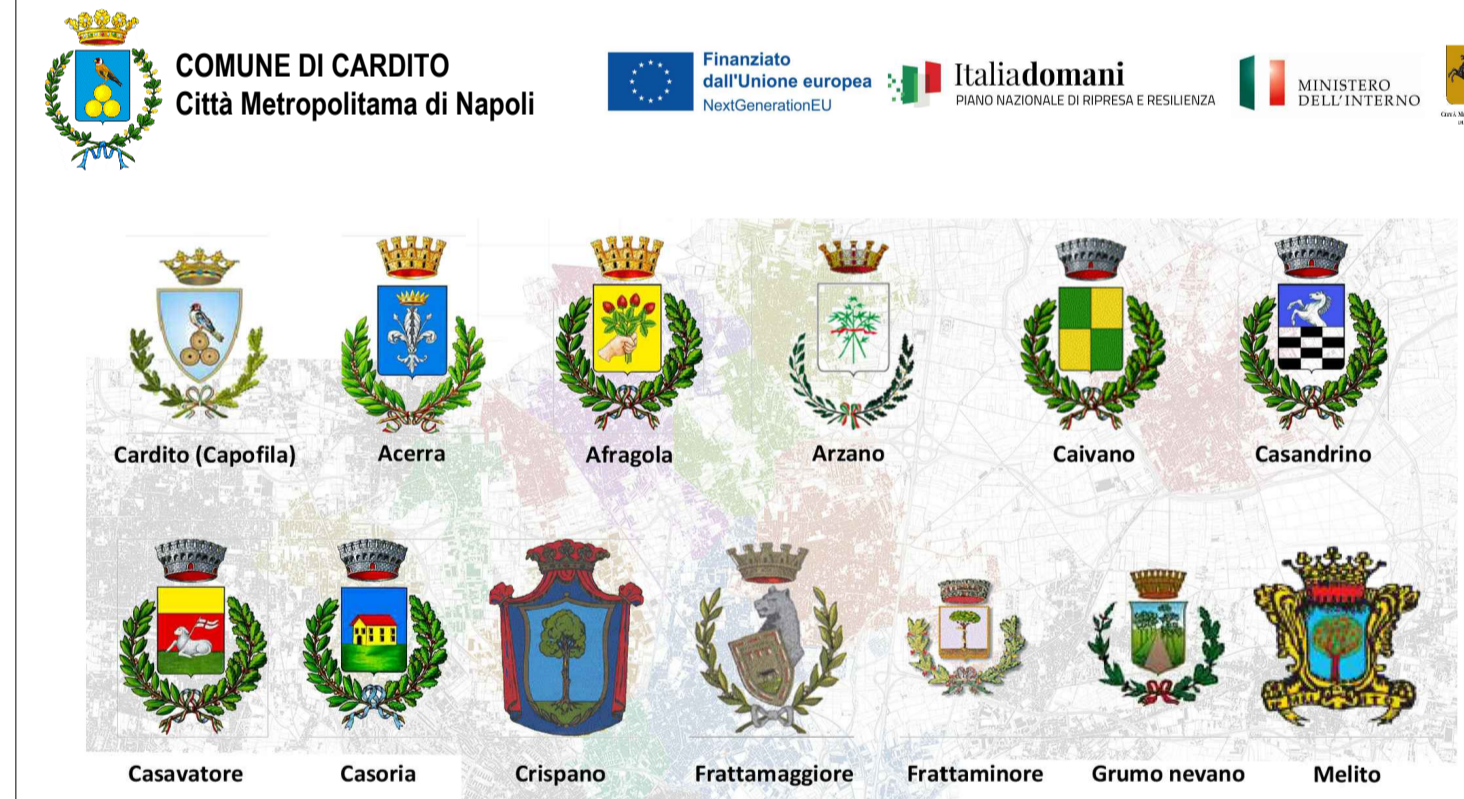 COMUNE DI CARDITO
Città Metropolitama di Napoli
Finanziato
dall'Unione europea
NextGenerationEU
Italiadomani
PIANO NAZIONALE DI RIPRESA E RESILIENZA
MINISTERO
DELL'INTERNO
Cardito (Capofila)
Acerra
Afragola
Arzano
Caivano
Casandrino
Casavatore
Casoria
Crispano
Frattamaggiore
Frattaminore
Grumo nevano
Melito